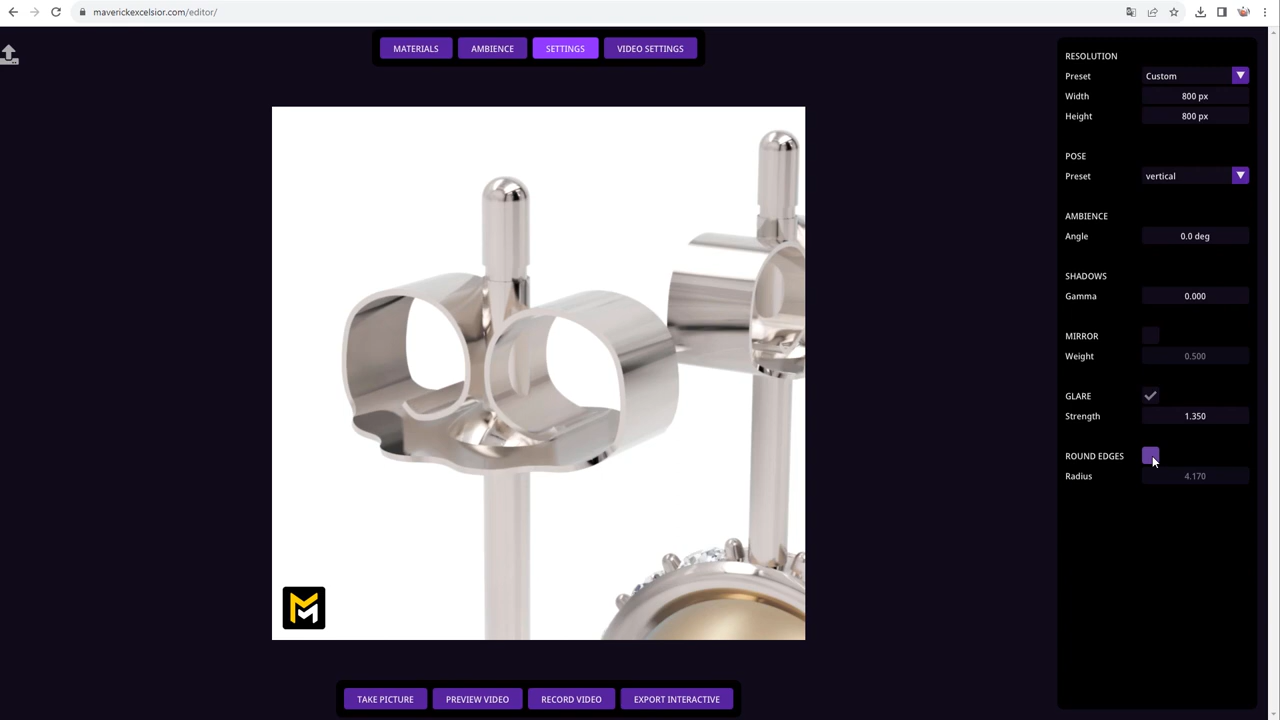 maverickexcelsior.com/editor/
MATERIALS
AMBIENCE
SETTINGS
VIDEO SETTINGS
RESOLUTION
Preset Custom
Width 800 px
Height 800 px
POSE
Preset vertical
AMBIENCE
Angle 0.0 deg
SHADOWS
Gamma 0.000
MIRROR
Weight 0.500
GLARE
Strength 1.350
ROUND EDGES
Radius 4.170
TAKE PICTURE
PREVIEW VIDEO
RECORD VIDEO
EXPORT INTERACTIVE